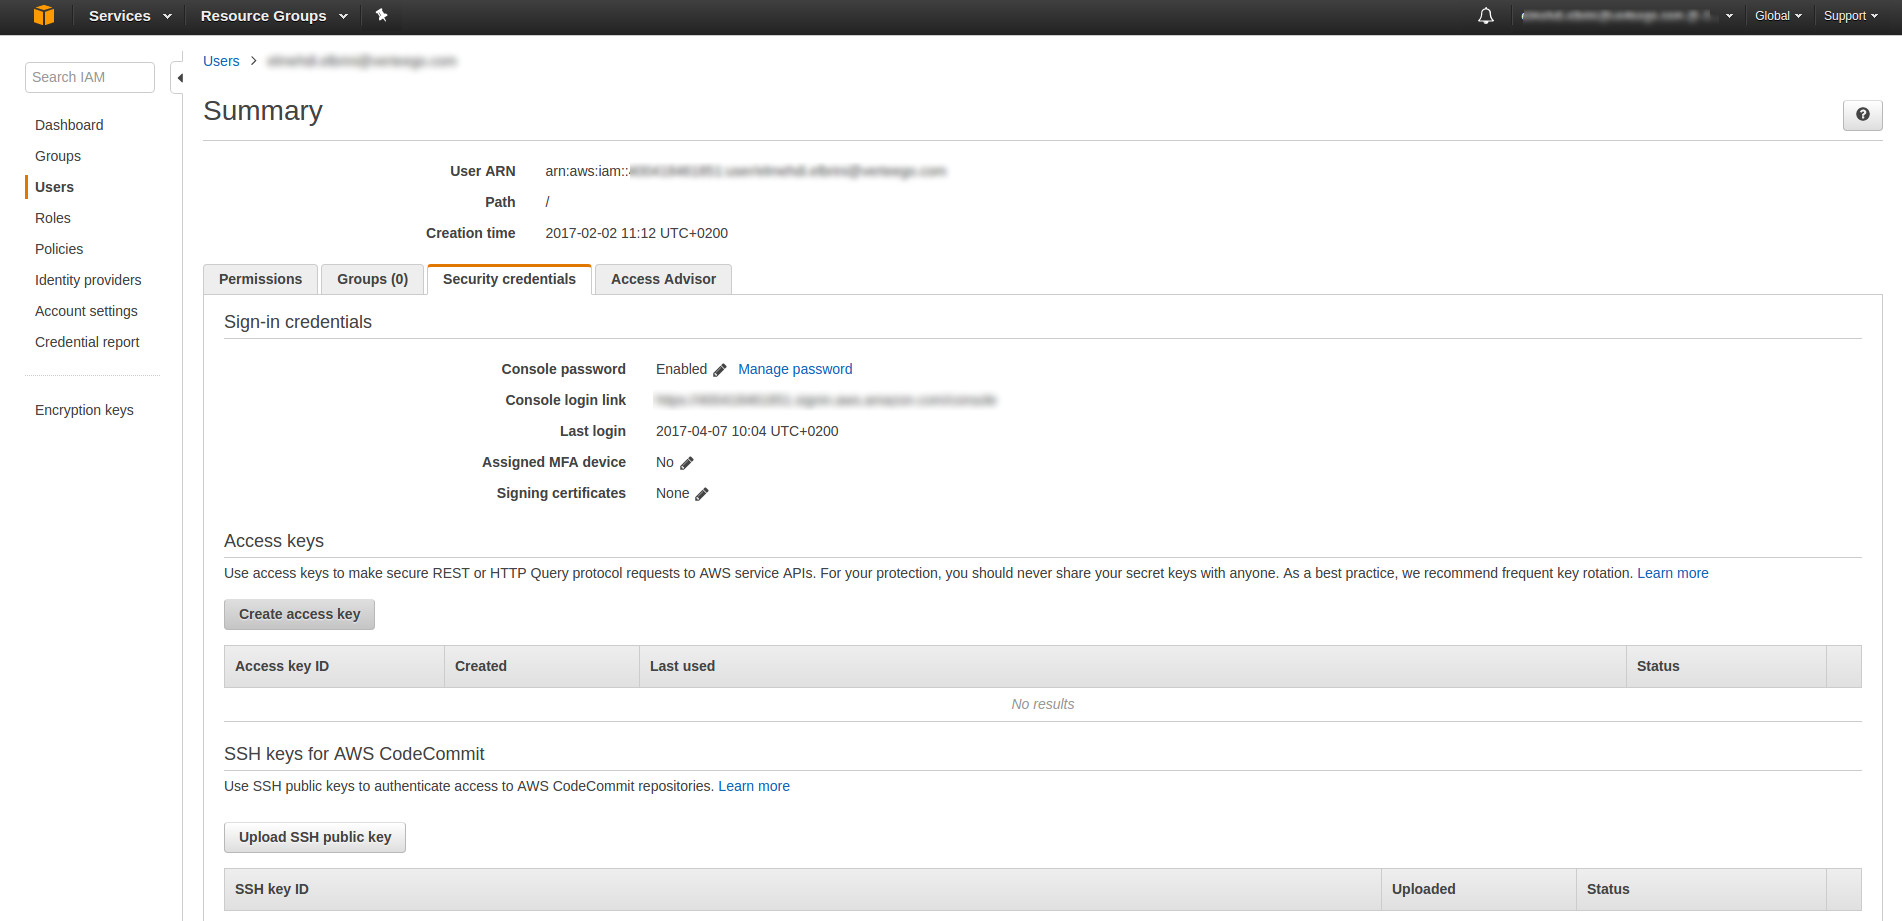 Services Resource Groups Global Support
Search IAM
Dashboard
Groups
Users
Roles
Policies
Identity providers
Account settings
Credential report
Encryption keys
Users >
Summary
User ARN arn:aws:iam::
Path /
Creation time 2017-02-02 11:12 UTC+0200
Permissions Groups (0) Security credentials Access Advisor
Sign-in credentials
Console password Enabled Manage password
Console login link
Last login 2017-04-07 10:04 UTC+0200
Assigned MFA device No
Signing certificates None
Access keys
Use access keys to make secure REST or HTTP Query protocol requests to AWS service APIs. For your protection, you should never share your secret keys with anyone. As a best practice, we recommend frequent key rotation. Learn more
Create access key
Access key ID Created Last used Status
No results
SSH keys for AWS CodeCommit
Use SSH public keys to authenticate access to AWS CodeCommit repositories. Learn more
Upload SSH public key
SSH key ID Uploaded Status